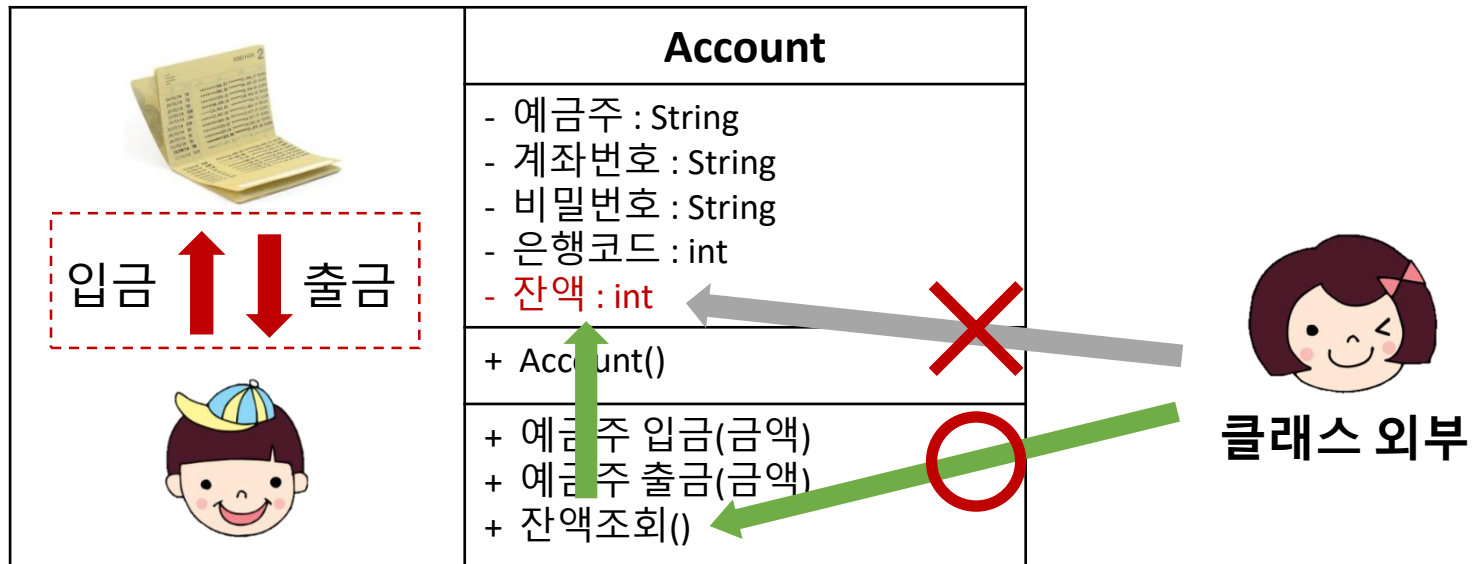 Account
- 예금주 : String
- 계좌번호 : String
- 비밀번호 : String
- 은행코드 : int
- 잔액 : int
입금
출금
+ Account()
+ 예금주 입금(금액)
+ 예금주 출금(금액)
+ 잔액조회()
클래스 외부